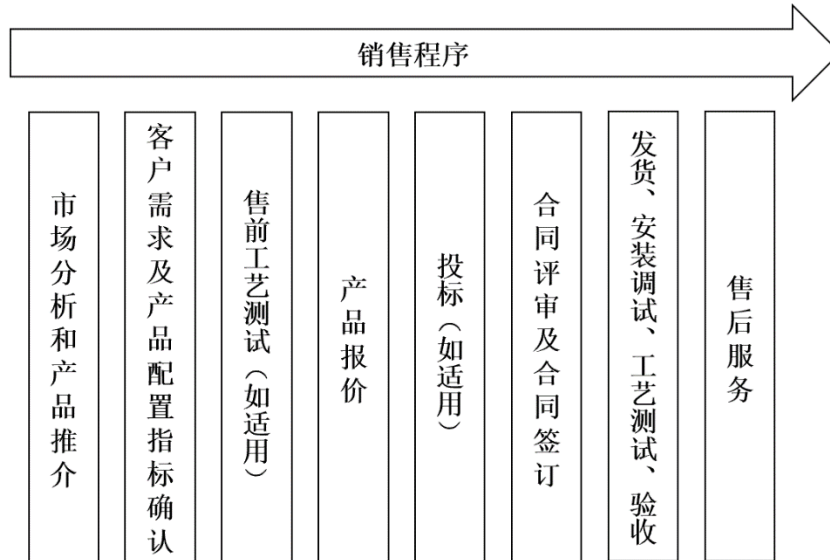 销售程序
市场分析和产品推介
客户需求及产品配置指标确认
售前工艺测试（如适用）
产品报价
投标（如适用）
合同评审及合同签订
发货、安装调试、工艺测试、验收
售后服务